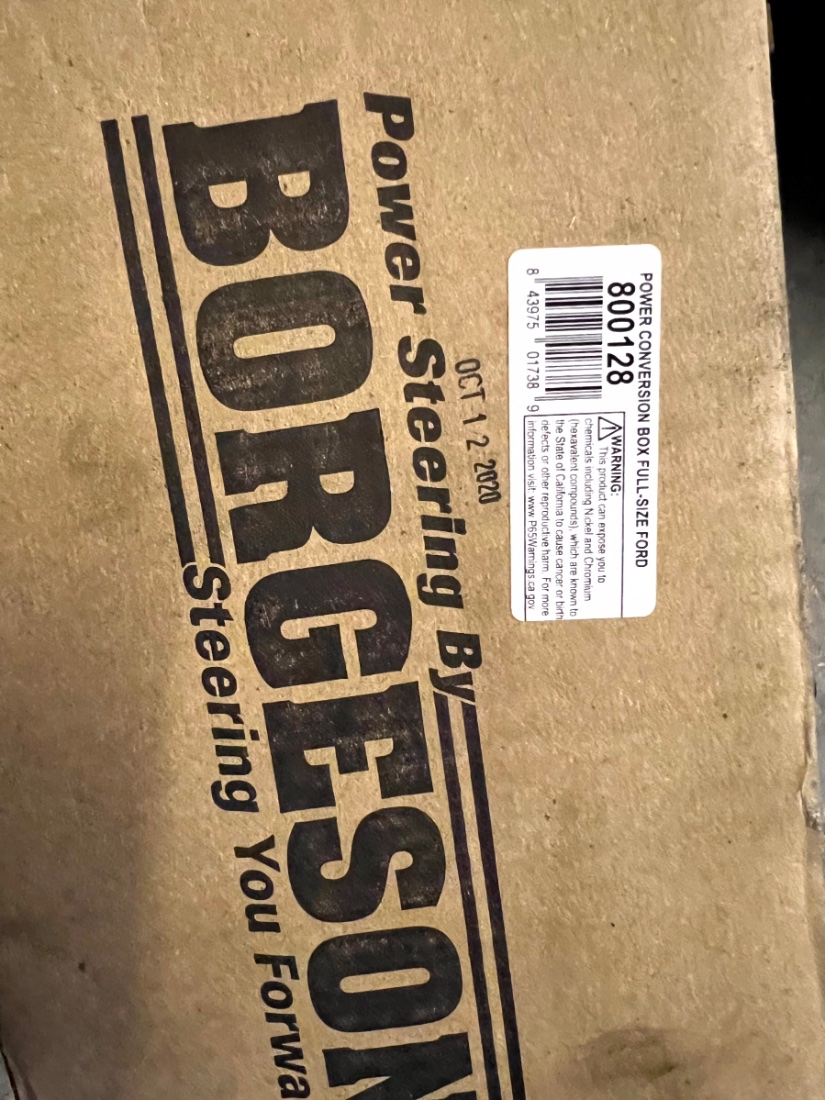 POWER CONVERSION BOX FULL-SIZE FORD
800128
8 43975 01738 9
⚠WARNING:
This product can expose you to
chemicals including Nickel and Chromium
(hexavalent compounds), which are known to
the State of California to cause cancer or birth
defects or other reproductive harm. For more
information visit: www.P65Warnings.ca.gov
OCT 12 2020
Power Steering By
BORGESON
Steering You Forwa